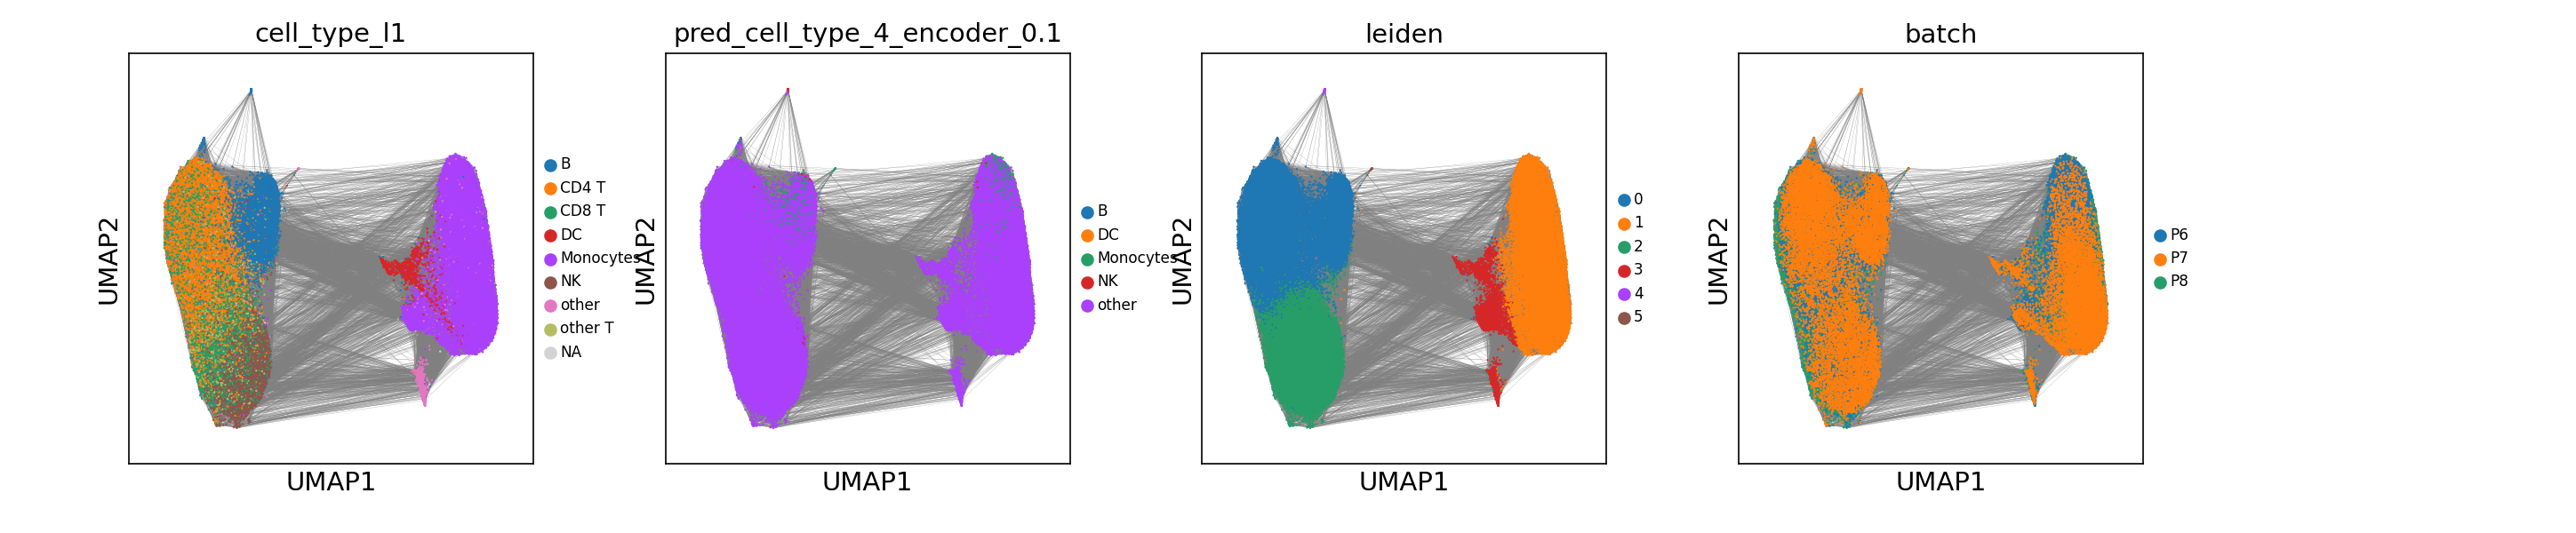 cell_type_l1
UMAP2
UMAP1
B
CD4 T
CD8 T
DC
Monocytes
NK
other
other T
NA
pred_cell_type_4_encoder_0.1
UMAP2
UMAP1
B
DC
Monocytes
NK
other
leiden
UMAP2
UMAP1
0
1
2
3
4
5
batch
UMAP2
UMAP1
P6
P7
P8